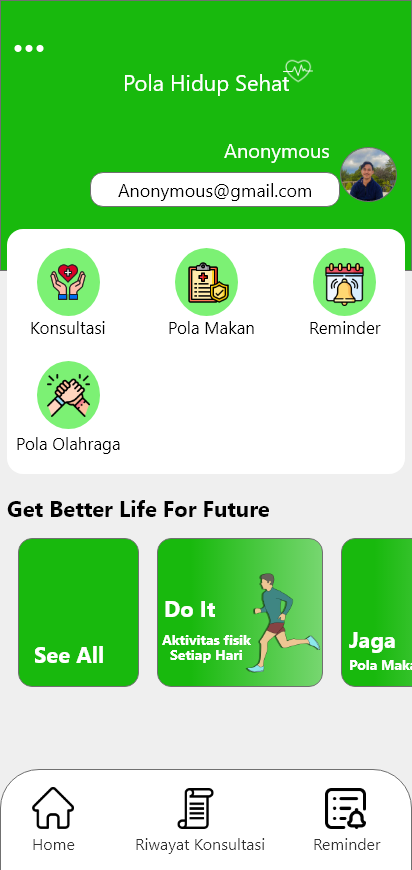 Pola Hidup Sehat
Anonymous
Anonymous@gmail.com
Konsultasi
Pola Makan
Reminder
Pola Olahraga
Get Better Life For Future
See All
Do It
Aktivitas fisik
Setiap Hari
Jaga
Pola Maka
Home
Riwayat Konsultasi
Reminder